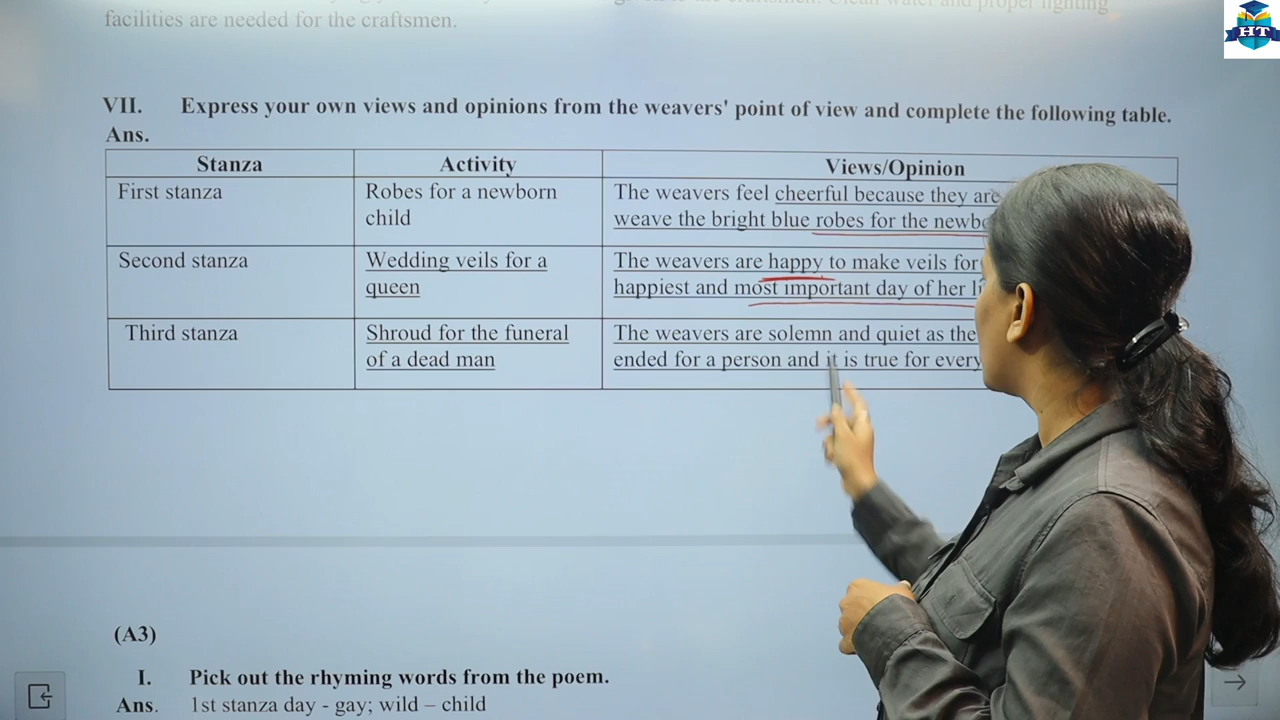 facilities are needed for the craftsmen.
HT
VII. Express your own views and opinions from the weavers' point of view and complete the following table.
Ans.
Stanza Activity Views/Opinion
First stanza Robes for a newborn The weavers feel cheerful because they are
child weave the bright blue robes for the newb
Second stanza Wedding veils for a The weavers are happy to make veils for
queen happiest and most important day of her
Third stanza Shroud for the funeral The weavers are solemn and quiet as the
of a dead man ended for a person and it is true for every
(A3)
I. Pick out the rhyming words from the poem.
Ans. 1st stanza day - gay; wild – child